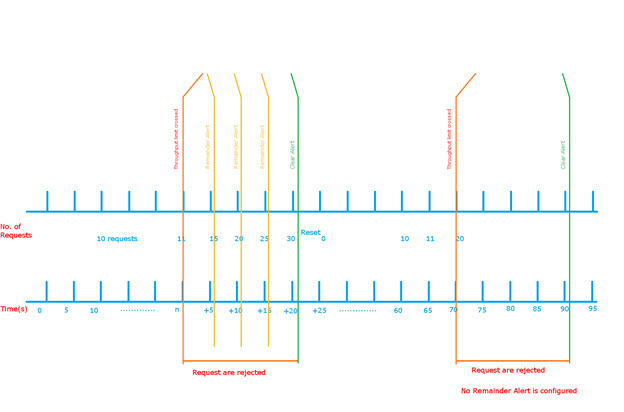 Throughput limit crossed
Remainder Alert
Remainder Alert
Remainder Alert
Clear Alert
Throughput limit crossed
Clear Alert
No. of
Requests
10 requests 11 15 20 25 30 Reset 0 10 11 20
Time(s) 0 5 10 ............ n +5 +10 +15 +20 +25 ............. 60 65 70 75 80 85 90 95
Request are rejected
Request are rejected
No Remainder Alert is configured